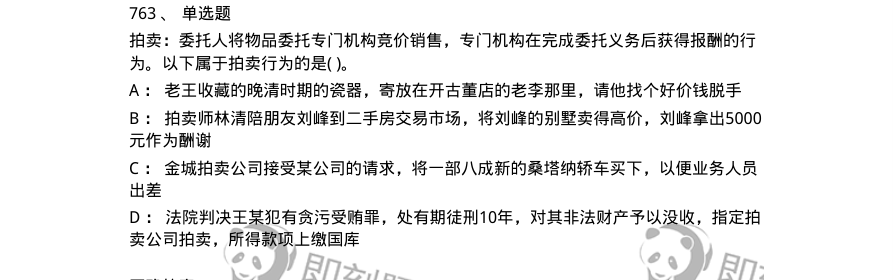 763、 单选题
拍卖：委托人将物品委托专门机构竞价销售，专门机构在完成委托义务后获得报酬的行
为。以下属于拍卖行为的是( )。
A： 老王收藏的晚清时期的瓷器，寄放在开古董店的老李那里，请他找个好价钱脱手
B： 拍卖师林清陪朋友刘峰到二手房交易市场，将刘峰的别墅卖得高价，刘峰拿出5000
元作为酬谢
C： 金城拍卖公司接受某公司的请求，将一部八成新的桑塔纳轿车买下，以便业务人员
出差
D： 法院判决王某犯有贪污受贿罪，处有期徒刑10年，对其非法财产予以没收，指定拍
卖公司拍卖，所得款项上缴国库